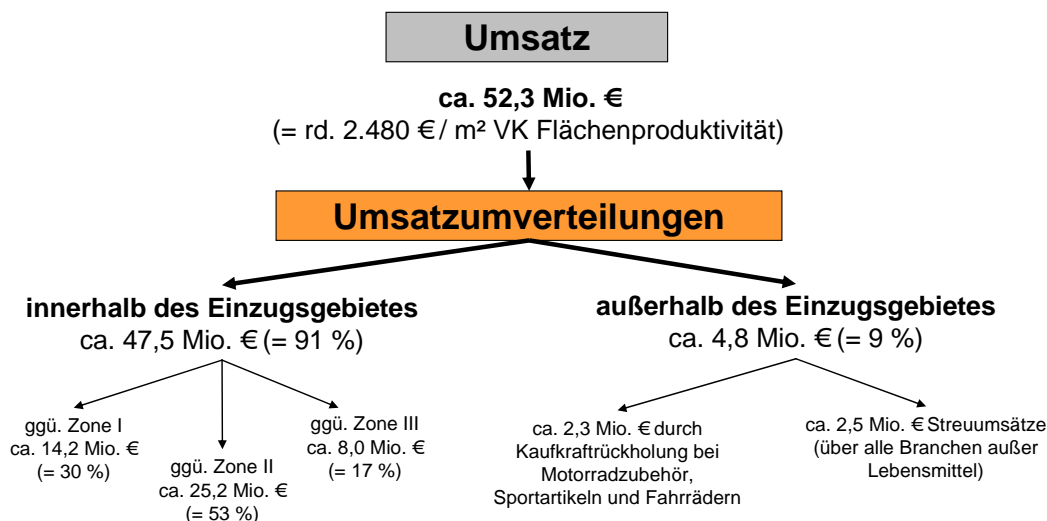 Umsatz
ca. 52,3 Mio. €
(= rd. 2.480 € / m² VK Flächenproduktivität)
Umsatzumverteilungen
innerhalb des Einzugsgebietes
ca. 47,5 Mio. € (= 91 %)
außerhalb des Einzugsgebietes
ca. 4,8 Mio. € (= 9 %)
ggü. Zone I
ca. 14,2 Mio. €
(= 30 %)
ggü. Zone II
ca. 25,2 Mio. €
(= 53 %)
ggü. Zone III
ca. 8,0 Mio. €
(= 17 %)
ca. 2,3 Mio. € durch
Kaufkraftrückholung bei
Motorradzubehör,
Sportartikeln und Fahrrädern
ca. 2,5 Mio. € Streuumsätze
(über alle Branchen außer
Lebensmittel)